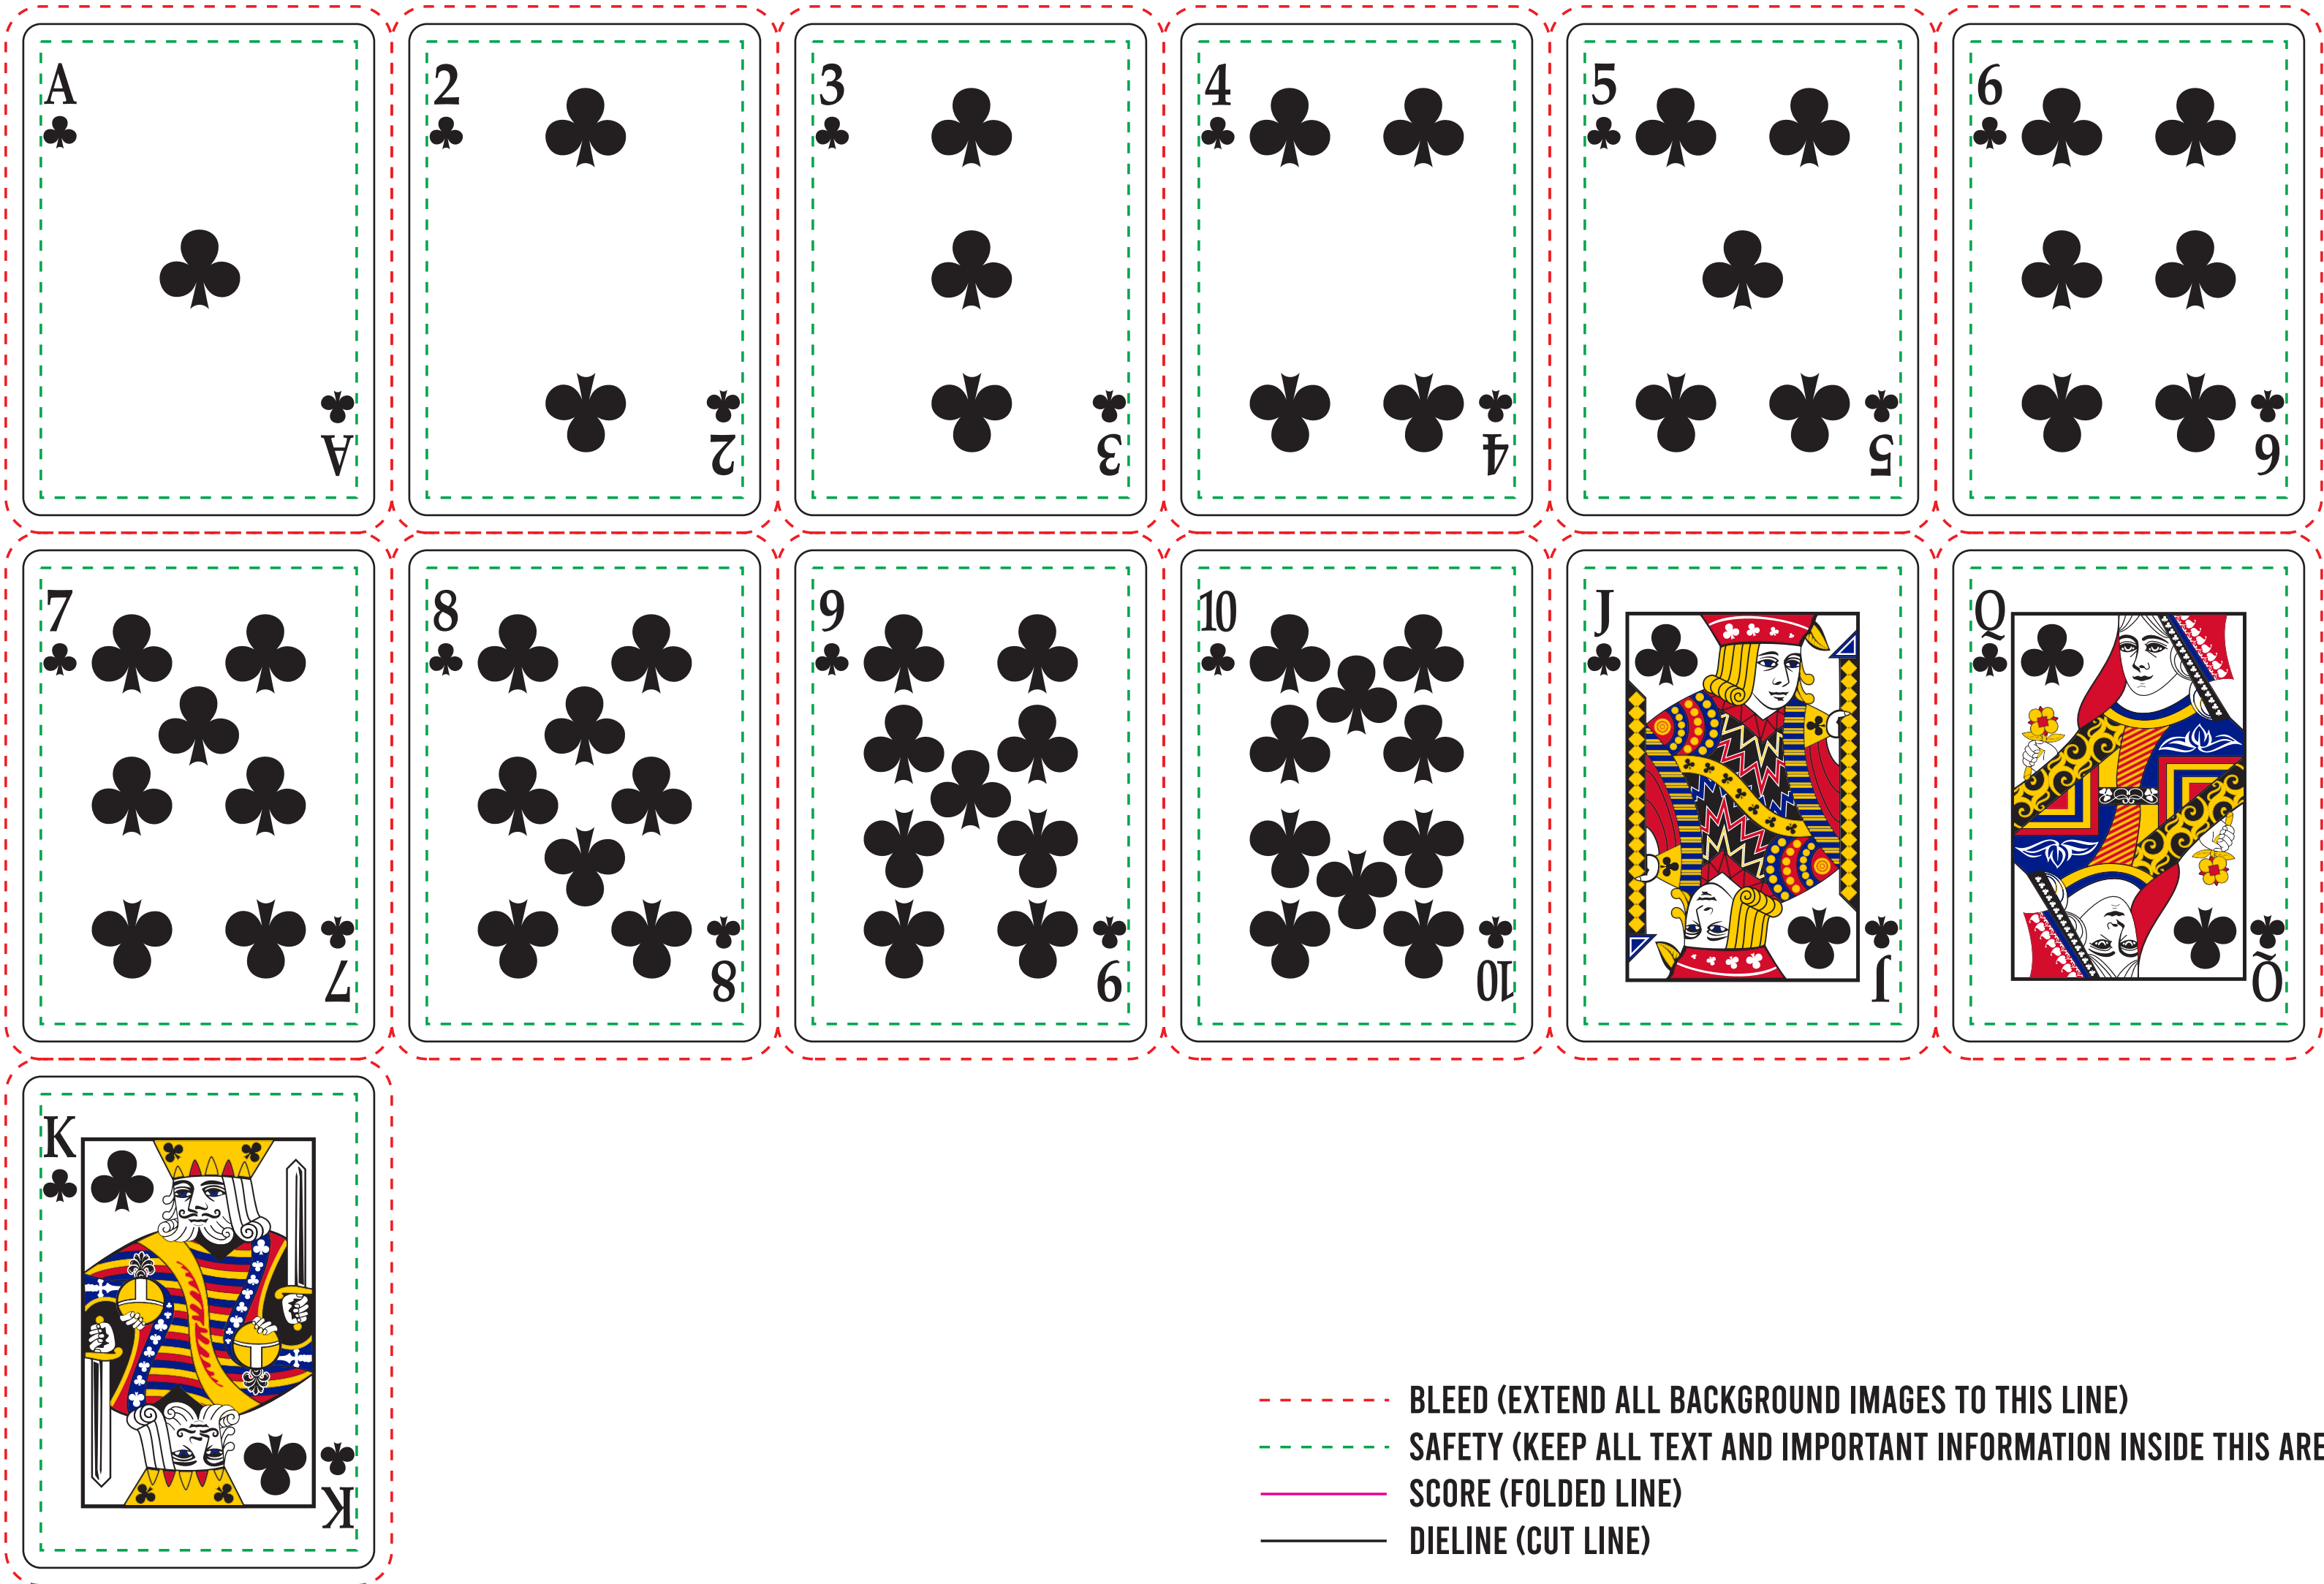 A
2
3
4
5
6
A
2
3
4
5
6
7
8
9
10
J
Q
7
8
9
10
J
Q
K
K
BLEED (EXTEND ALL BACKGROUND IMAGES TO THIS LINE)
SAFETY (KEEP ALL TEXT AND IMPORTANT INFORMATION INSIDE THIS ARE
SCORE (FOLDED LINE)
DIELINE (CUT LINE)